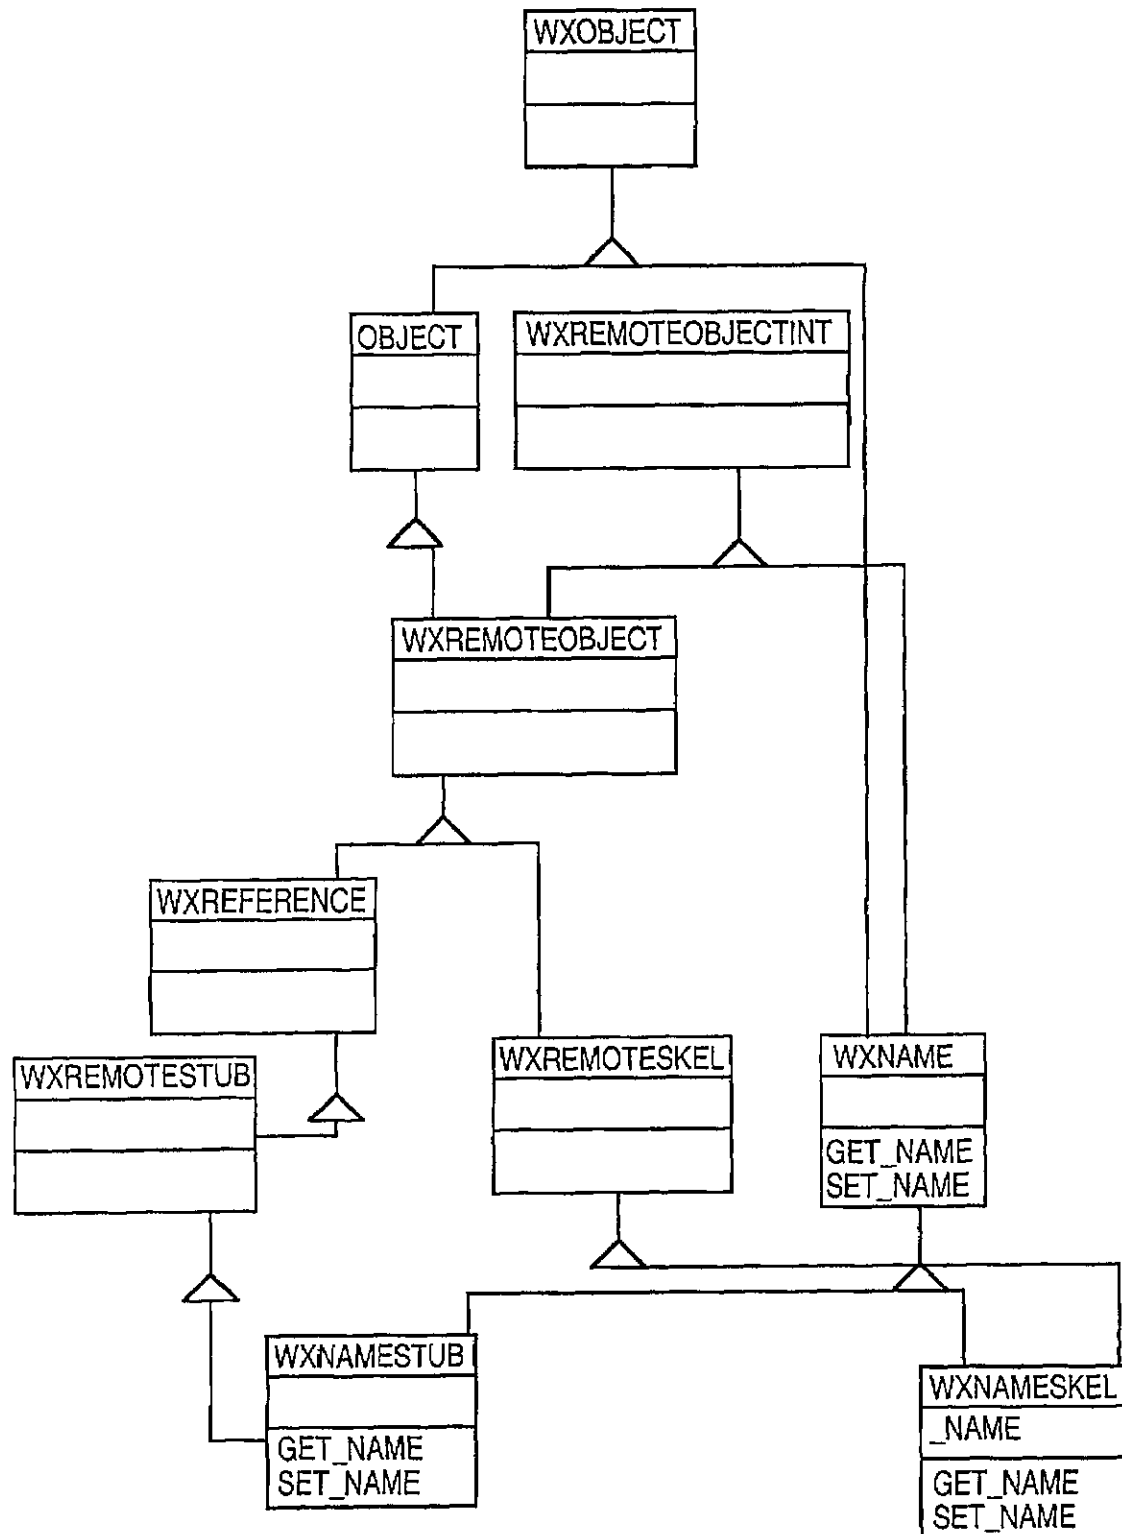 WXOBJECT
OBJECT
WXREMOTEOBJECTINT
WXREMOTEOBJECT
WXREFERENCE
WXREMOTESTUB
WXREMOTESKEL
WXNAME
GET_NAME
SET_NAME
WXNAMESTUB
GET_NAME
SET_NAME
WXNAMESKEL
_NAME
GET_NAME
SET_NAME